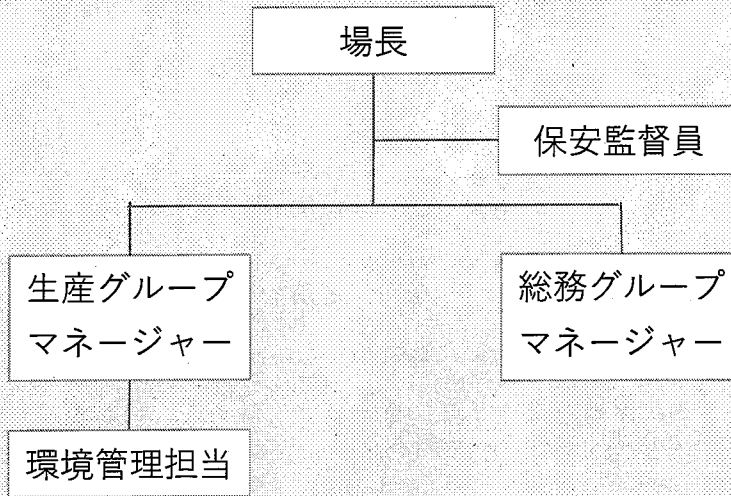 場長
保安監督員
生産グループ
マネージャー
総務グループ
マネージャー
環境管理担当